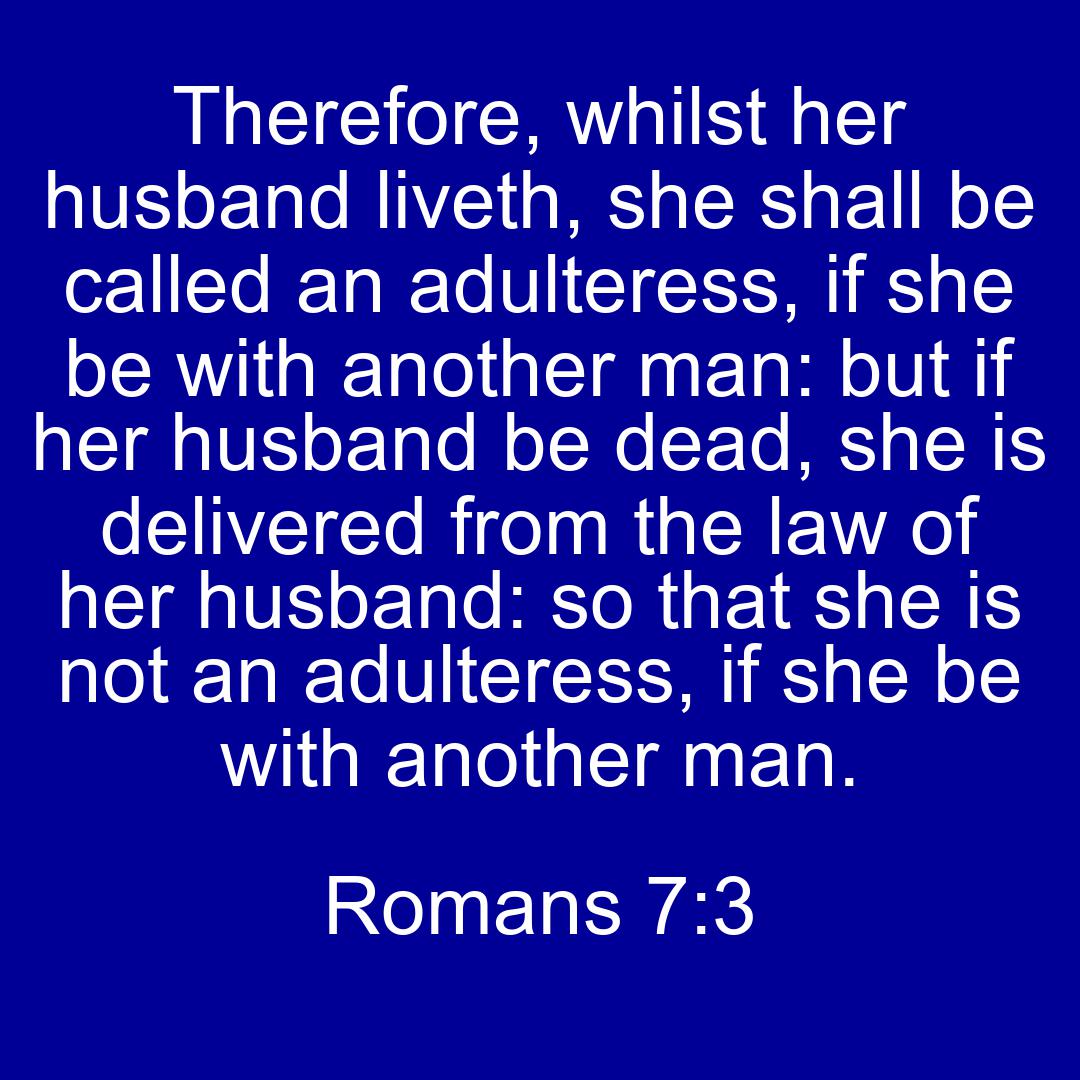 Therefore, whilst her
husband liveth, she shall be
called an adulteress, if she
be with another man: but if
her husband be dead, she is
delivered from the law of
her husband: so that she is
not an adulteress, if she be
with another man.
Romans 7:3